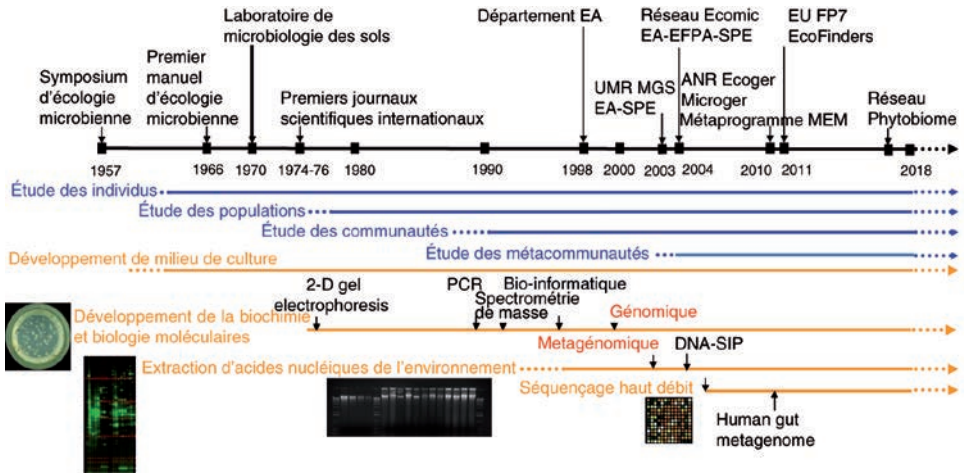 Symposium
d'écologie
microbienne
Premier
manuel
d'écologie
microbienne
Laboratoire de
microbiologie des sols
Premiers journaux
scientifiques internationaux
Département EA
UMR MGS
EA-SPE
Réseau Ecomic
EA-EFPA-SPE
ANR Ecoger
Microger
Métaprogramme MEM
EU FP7
EcoFinders
Réseau
Phytobiome
1957 1966 1970 1974-76 1980 1990 1998 2000 2003 2004 2010 2011 2018
Étude des individus
Étude des populations
Étude des communautés
Étude des métacommunautés
Développement de milieu de culture
2-D gel
electrophoresis
PCR
Spectrométrie
de masse
Bio-informatique
Génomique
Développement de la biochimie
et biologie moléculaires
Métagénomique
DNA-SIP
Extraction d'acides nucléiques de l'environnement
Séquençage haut débit
Human gut
metagenome